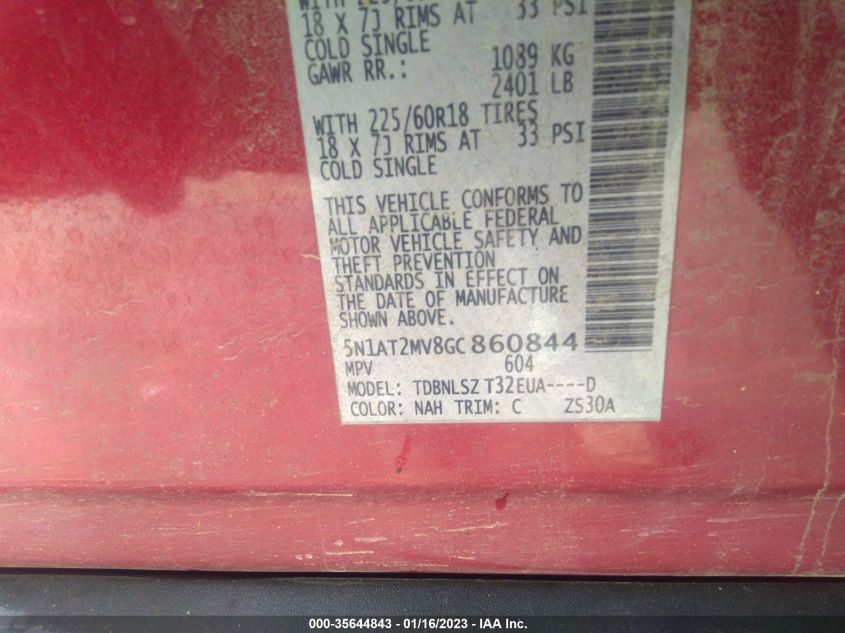 18 X 7J RIMS AT 33 PSI
COLD SINGLE
GAWR RR.: 1089 KG
2401 LB
WITH 225/60R18 TIRES
18 X 7J RIMS AT 33 PSI
COLD SINGLE
THIS VEHICLE CONFORMS TO
ALL APPLICABLE FEDERAL
MOTOR VEHICLE SAFETY AND
THEFT PREVENTION
STANDARDS IN EFFECT ON
THE DATE OF MANUFACTURE
SHOWN ABOVE.
5N1AT2MV8GC860844
MPV 604
MODEL: TDBNLSZ T32EUA----D
COLOR: NAH TRIM: C ZS30A
000-35644843 - 01/16/2023 - IAA Inc.